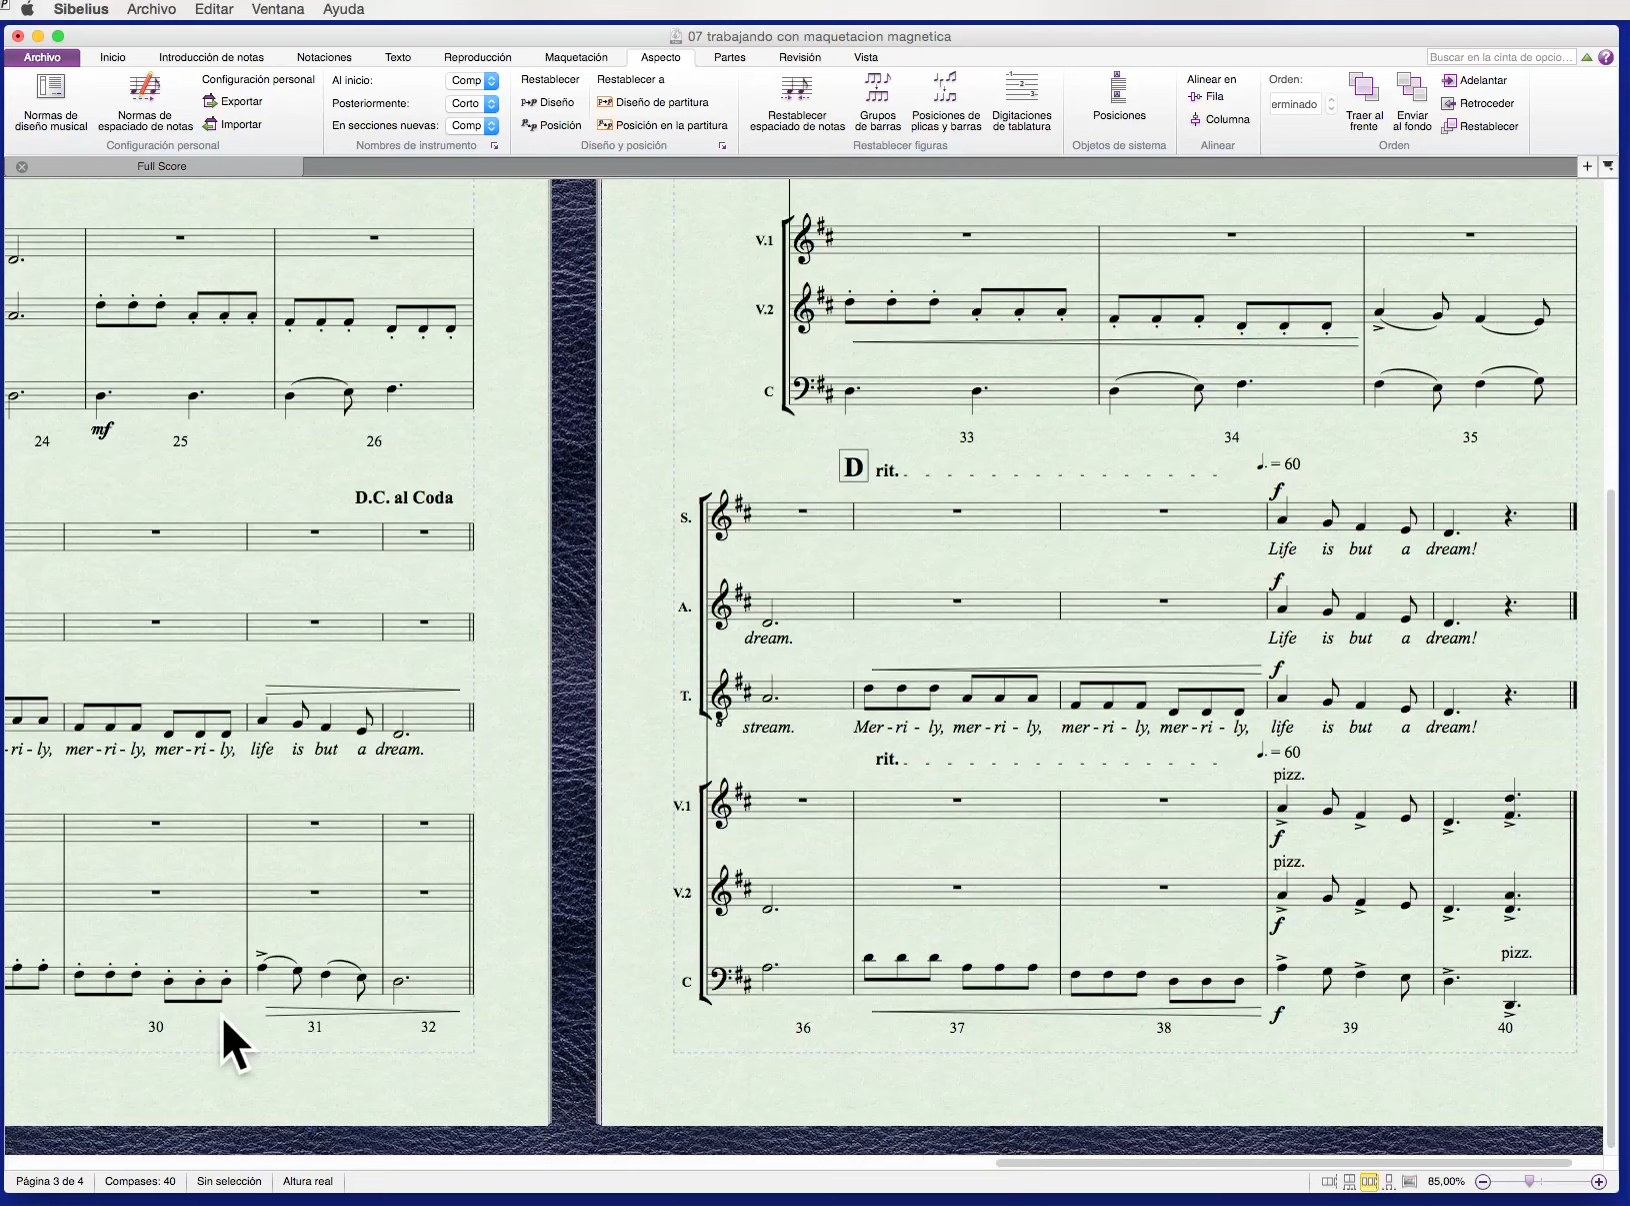 Sibelius Archivo Editar Ventana Ayuda
07 trabajando con maquetacion magnetica
Archivo Inicio Introducción de notas Notaciones Texto Reproducción Maquetación Aspecto Partes Revisión Vista Buscar en la cinta de opcio...
Normas de diseño musical
Normas de espaciado de notas
Configuración personal
Exportar
Importar
Configuración personal
Al inicio: Comp
Posteriormente: Corto
En secciones nuevas: Comp
Nombres de instrumento
Restablecer
Diseño
Posición
Restablecer a
Diseño de partitura
Posición en la partitura
Diseño y posición
Restablecer espaciado de notas
Grupos de barras
Posiciones de plicas y barras
Digitaciones de tablatura
Restablecer figuras
Posiciones
Objetos de sistema
Alinear en
Fila
Columna
Alinear
Orden:
erminado
Traer al frente
Enviar al fondo
Adelantar
Retroceder
Restablecer
Orden
Full Score
mf
24 25 26
D.C. al Coda
-ri-ly, mer-ri-ly, mer-ri-ly, life is but a dream.
30 31 32
V.1
V.2
C
33 34 35
D rit. = 60
f
S.
Life is but a dream!
f
A.
dream. Life is but a dream!
f
T.
stream. Mer-ri-ly, mer-ri-ly, mer-ri-ly, mer-ri-ly, life is but a dream!
rit. = 60
pizz.
V.1
f
pizz.
V.2
f
pizz.
C
f
36 37 38 39 40
Página 3 de 4 Compases: 40 Sin selección Altura real 85,00%